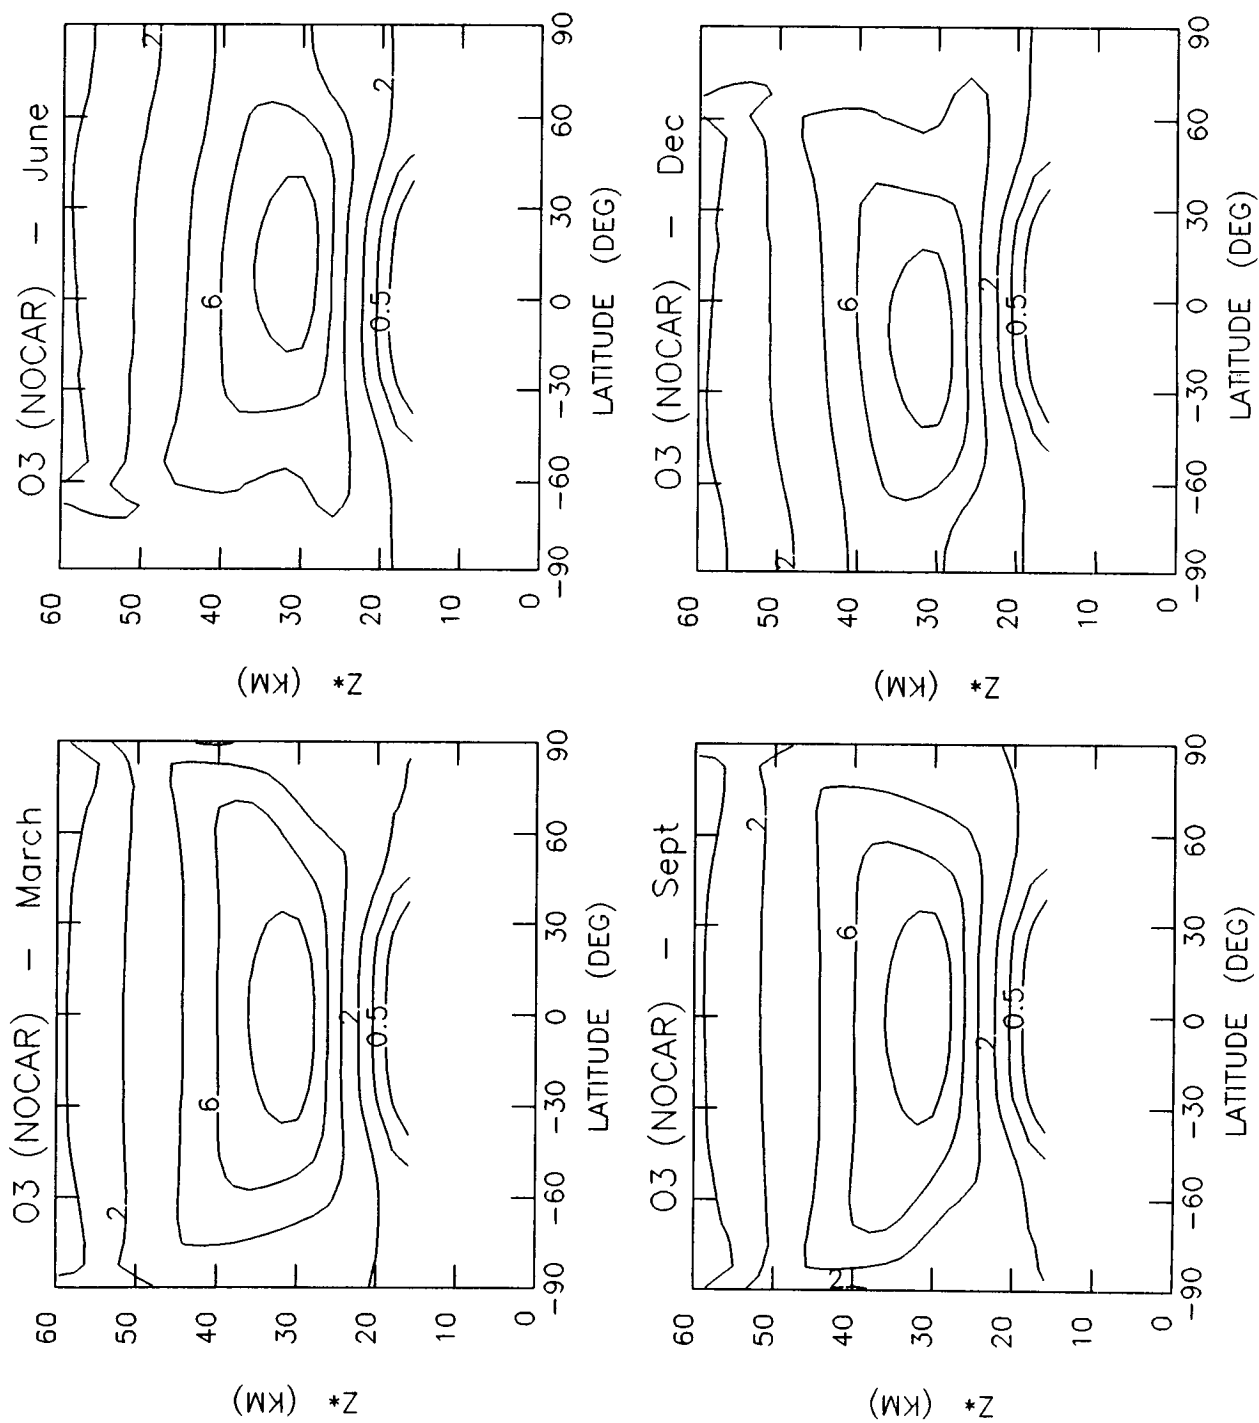 O3 (NOCAR) - March
60
50
40
30
20
10
0
Z* (KM)
2
6
2
0.5
-90 -60 -30 0 30 60 90
LATITUDE (DEG)
O3 (NOCAR) - June
60
50
40
30
20
10
0
Z* (KM)
2
6
2
0.5
-90 -60 -30 0 30 60 90
LATITUDE (DEG)
O3 (NOCAR) - Sept
60
50
40
30
20
10
0
Z* (KM)
2
6
2
2
0.5
-90 -60 -30 0 30 60 90
LATITUDE (DEG)
O3 (NOCAR) - Dec
60
50
40
30
20
10
0
Z* (KM)
2
6
2
0.5
-90 -60 -30 0 30 60 90
LATITUDE (DEG)